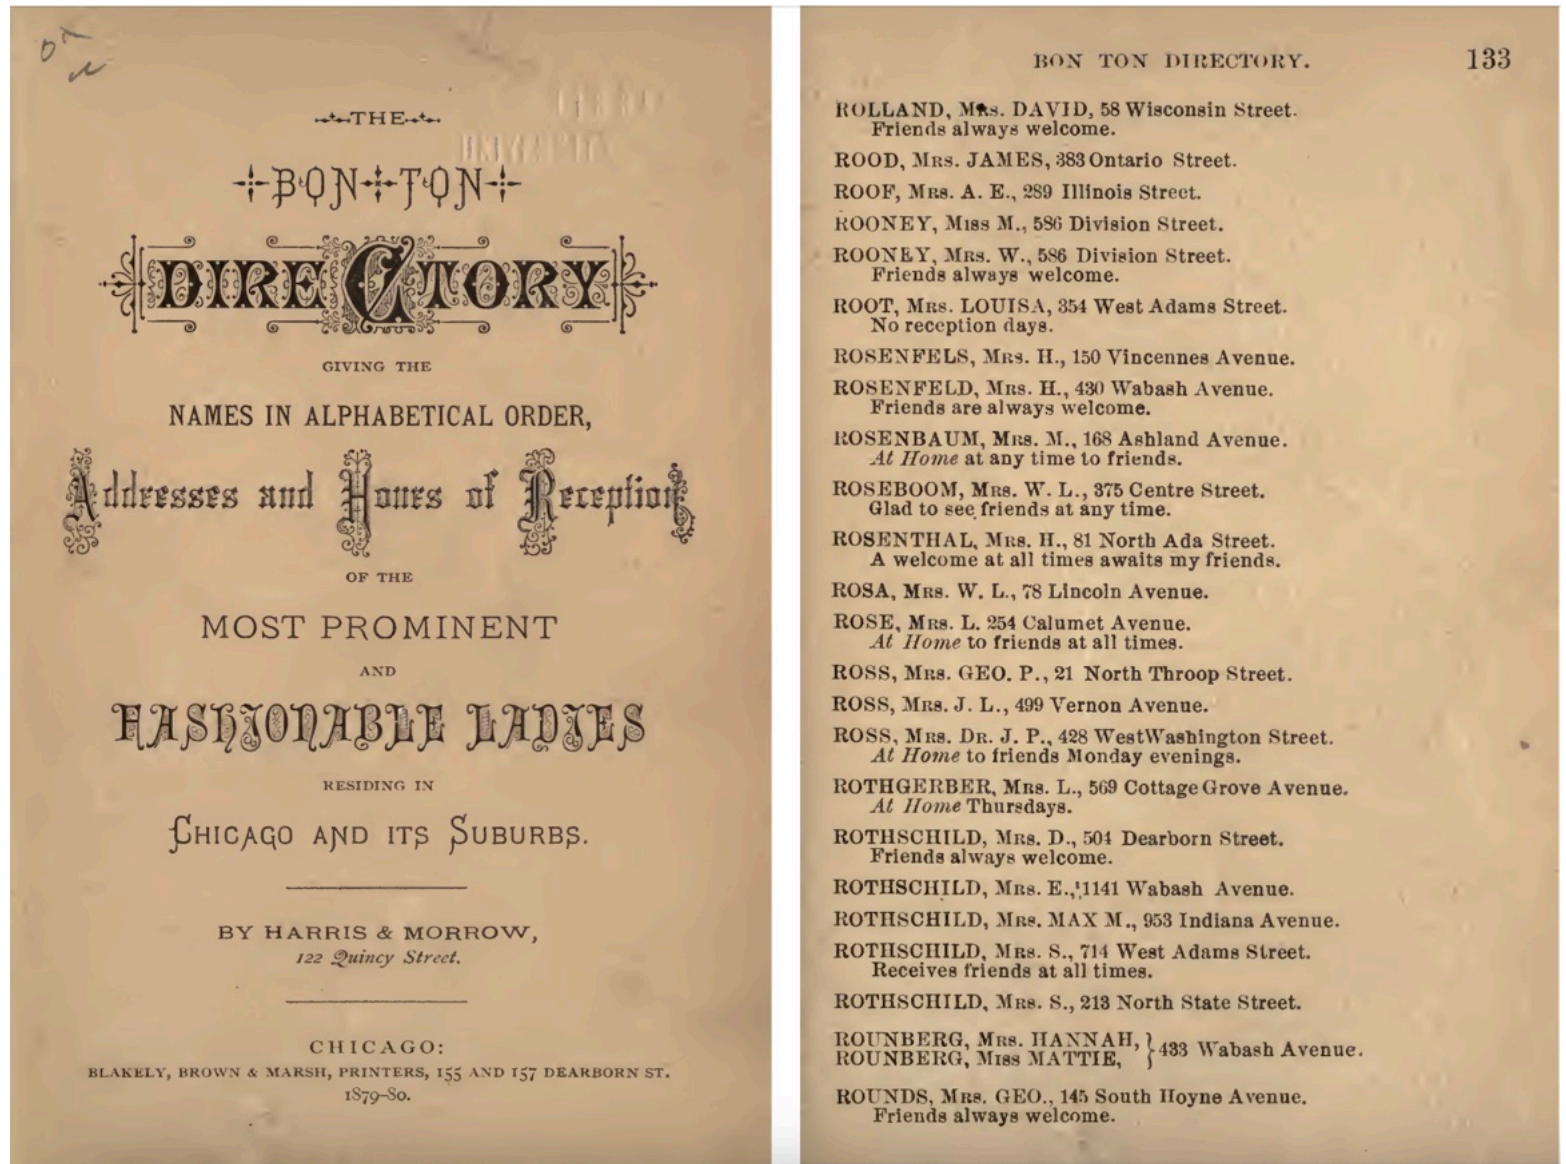 THE
BON TON
DIRECTORY
GIVING THE
NAMES IN ALPHABETICAL ORDER,
Addresses and Hours of Reception
OF THE
MOST PROMINENT
AND
FASHIONABLE LADIES
RESIDING IN
CHICAGO AND ITS SUBURBS.
BY HARRIS & MORROW,
122 Quincy Street.
CHICAGO:
BLAKELY, BROWN & MARSH, PRINTERS, 155 AND 157 DEARBORN ST.
1879-80.
BON TON DIRECTORY. 133
ROLLAND, MRS. DAVID, 58 Wisconsin Street.
Friends always welcome.
ROOD, MRS. JAMES, 383 Ontario Street.
ROOF, MRS. A. E., 289 Illinois Street.
ROONEY, MISS M., 586 Division Street.
ROONEY, MRS. W., 586 Division Street.
Friends always welcome.
ROOT, MRS. LOUISA, 354 West Adams Street.
No reception days.
ROSENFELS, MRS. H., 150 Vincennes Avenue.
ROSENFELD, MRS. H., 430 Wabash Avenue.
Friends are always welcome.
ROSENBAUM, MRS. M., 168 Ashland Avenue.
At Home at any time to friends.
ROSEBOOM, MRS. W. L., 375 Centre Street.
Glad to see friends at any time.
ROSENTHAL, MRS. H., 81 North Ada Street.
A welcome at all times awaits my friends.
ROSA, MRS. W. L., 78 Lincoln Avenue.
ROSE, MRS. L. 254 Calumet Avenue.
At Home to friends at all times.
ROSS, MRS. GEO. P., 21 North Throop Street.
ROSS, MRS. J. L., 499 Vernon Avenue.
ROSS, MRS. DR. J. P., 428 West Washington Street.
At Home to friends Monday evenings.
ROTHGERBER, MRS. L., 569 Cottage Grove Avenue.
At Home Thursdays.
ROTHSCHILD, MRS. D., 504 Dearborn Street.
Friends always welcome.
ROTHSCHILD, MRS. E., 1141 Wabash Avenue.
ROTHSCHILD, MRS. MAX M., 953 Indiana Avenue.
ROTHSCHILD, MRS. S., 714 West Adams Street.
Receives friends at all times.
ROTHSCHILD, MRS. S., 213 North State Street.
ROUNBERG, MRS. HANNAH,
ROUNBERG, MISS MATTIE, } 433 Wabash Avenue.
ROUNDS, MRS. GEO., 145 South Hoyne Avenue.
Friends always welcome.